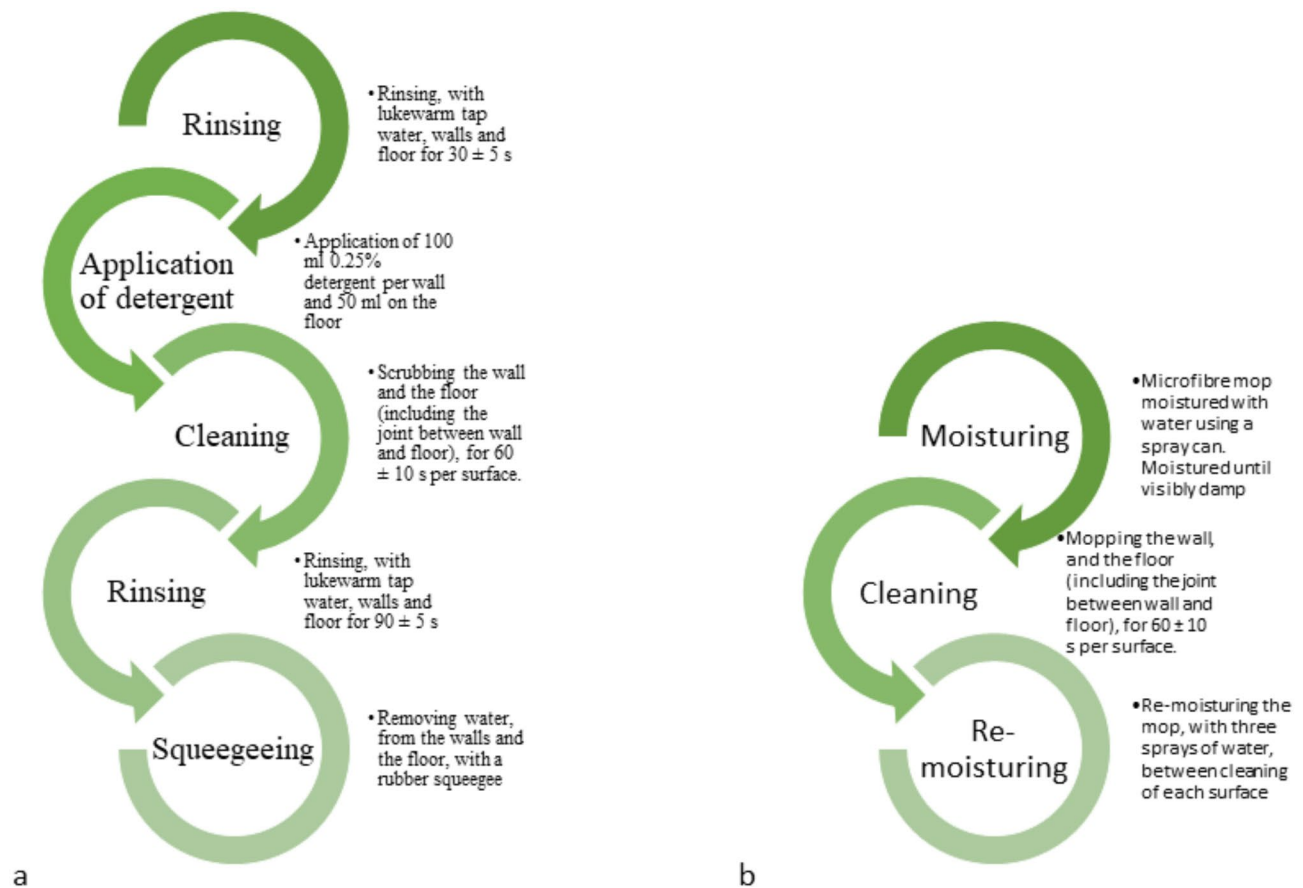 Rinsing
•Rinsing, with
lukewarm tap
water, walls and
floor for 30 ± 5 s
Application
of detergent
•Application of 100
ml 0.25%
detergent per wall
and 50 ml on the
floor
Cleaning
•Scrubbing the wall
and the floor
(including the
joint between wall
and floor), for 60
± 10 s per surface.
Rinsing
•Rinsing, with
lukewarm tap
water, walls and
floor for 90 ± 5 s
Squeegeeing
•Removing water,
from the walls and
the floor, with a
rubber squeegee
a
Moisturing
•Microfibre mop
moistured with
water using a
spray can.
Moistured until
visibly damp
Cleaning
•Mopping the wall,
and the floor
(including the joint
between wall and
floor), for 60 ± 10
s per surface.
Re-
moisturing
•Re-moisturing the
mop, with three
sprays of water,
between cleaning
of each surface
b